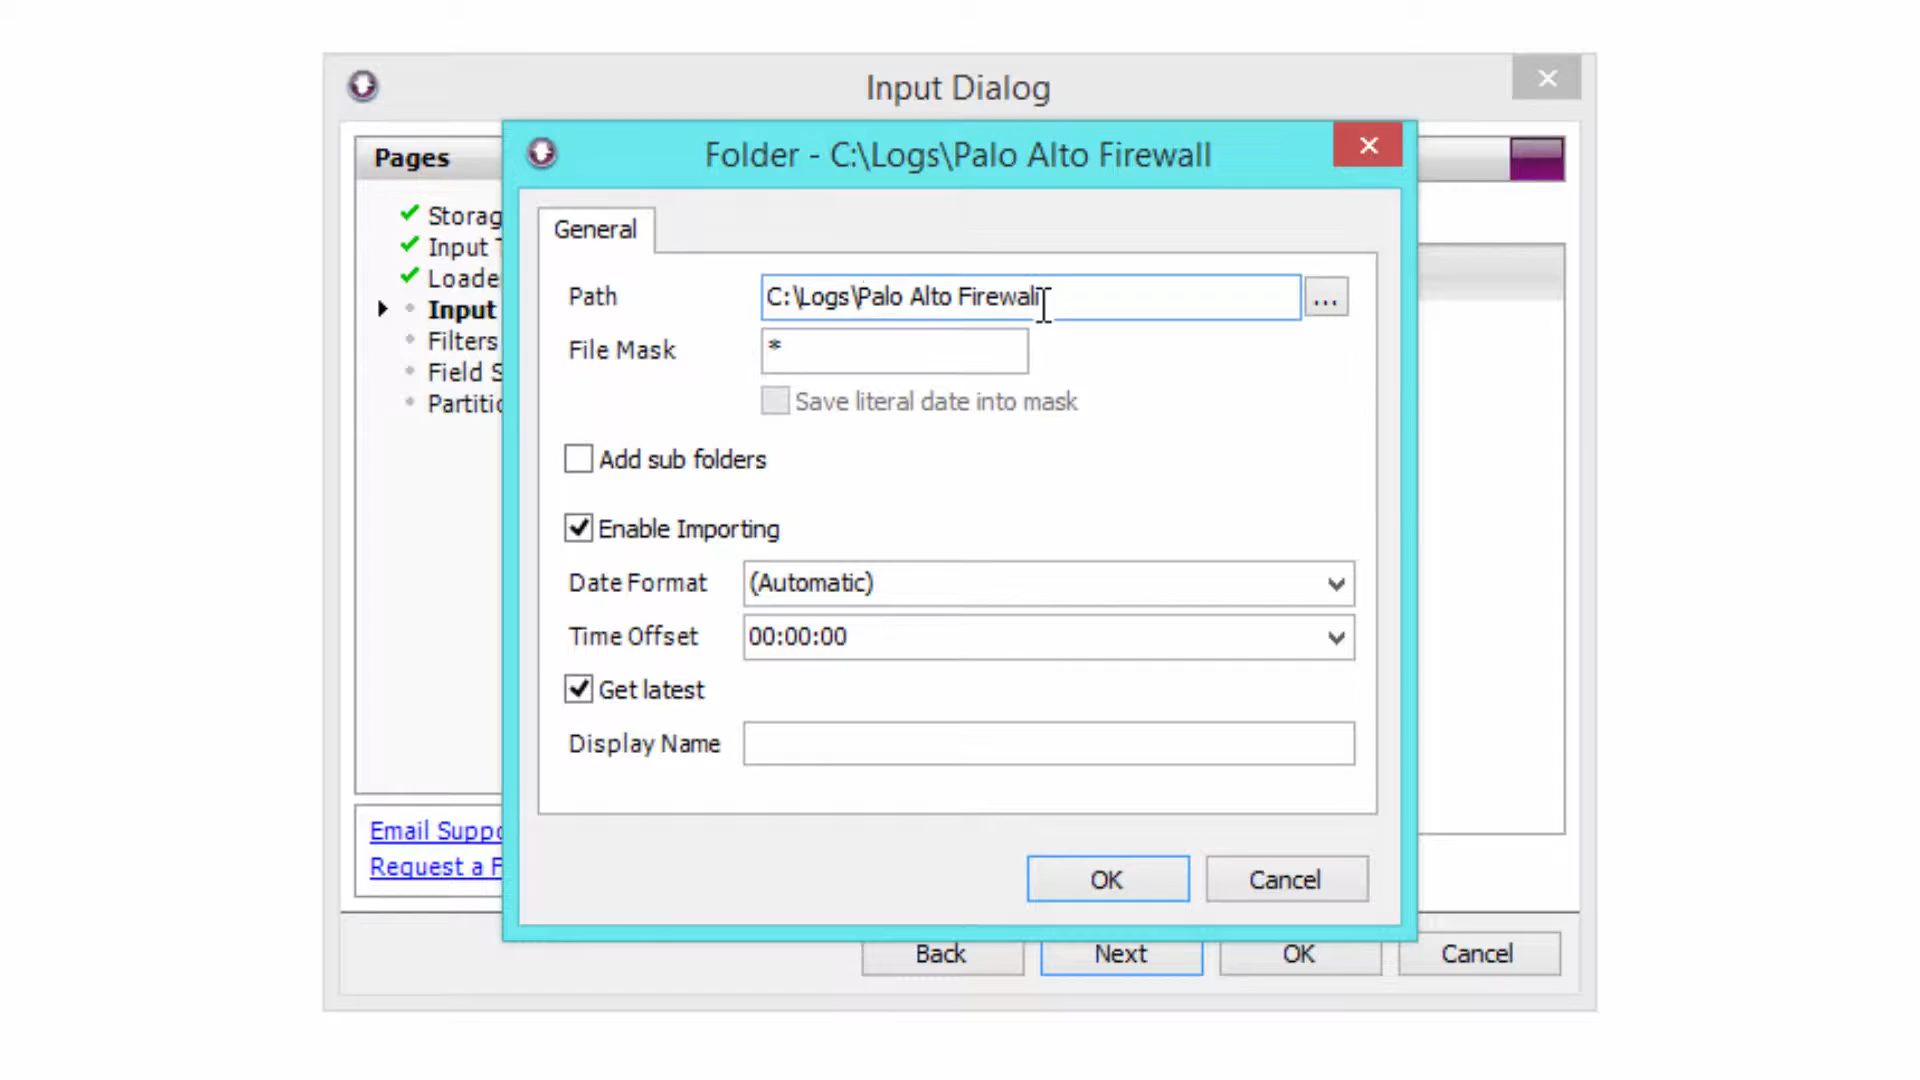 Input Dialog
Pages
Folder - C:\Logs\Palo Alto Firewall
Storag
Input T
Loade
Input
Filters
Field S
Partitio
General
Path
C:\Logs\Palo Alto Firewall
...
File Mask
*
Save literal date into mask
Add sub folders
Enable Importing
Date Format
(Automatic)
Time Offset
00:00:00
Get latest
Display Name
Email Suppo
Request a F
OK
Cancel
Back
Next
OK
Cancel